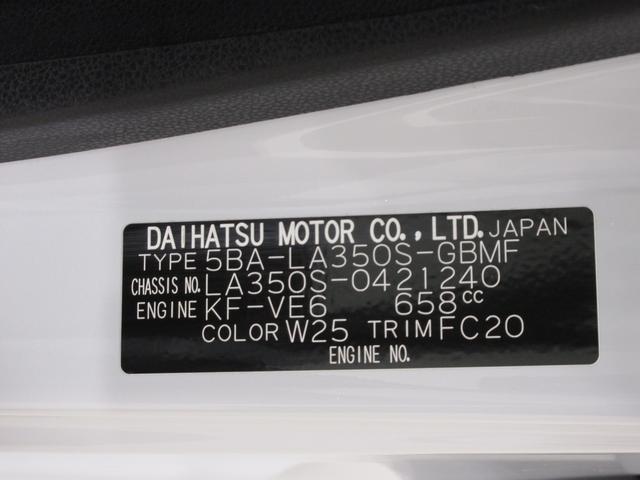 DAIHATSU MOTOR CO., LTD. JAPAN
TYPE 5BA-LA350S-GBMF
CHASSIS NO. LA350S-0421240
ENGINE KF-VE6 658cc
COLOR W25 TRIM FC20
ENGINE NO.